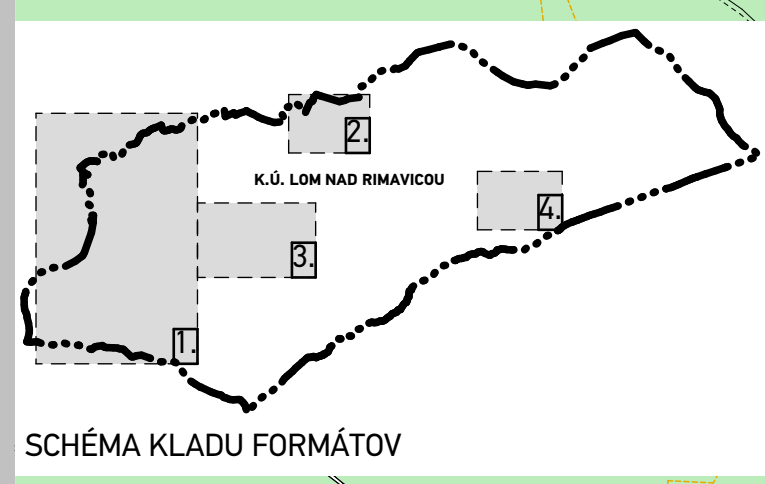 2.
K.Ú. LOM NAD RIMAVICOU
4.
3.
1.
SCHÉMA KLADU FORMÁTOV